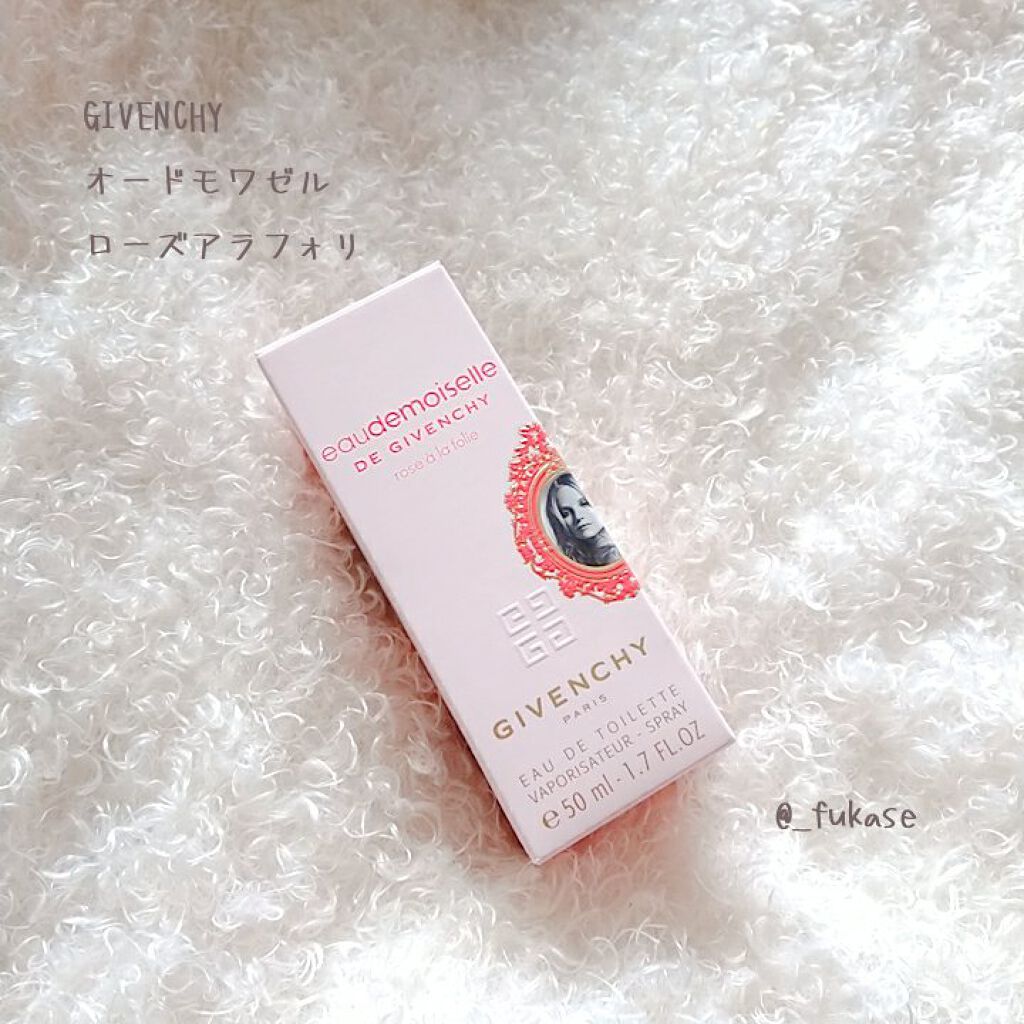 GIVENCHY
オードモワゼル
ローズアラフォリ
eaudemoiselle
DE GIVENCHY
rose à la folie
GIVENCHY
PARIS
EAU DE TOILETTE
VAPORISATEUR - SPRAY
e 50 ml - 1.7 FL.OZ
@_fukase